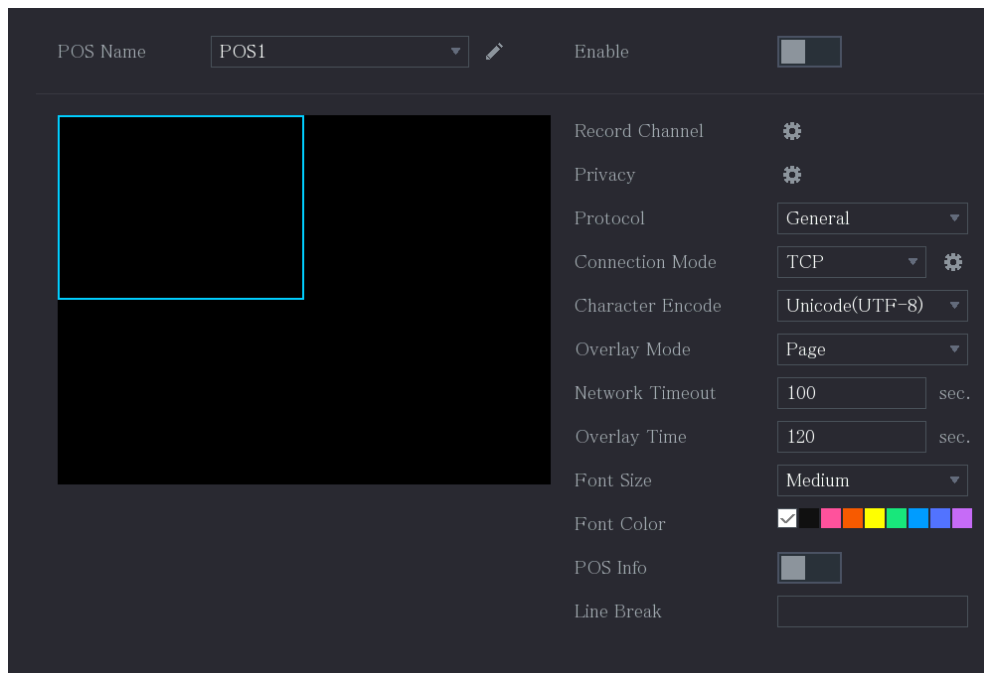 POS Name POS1 Enable
Record Channel
Privacy
Protocol General
Connection Mode TCP
Character Encode Unicode(UTF-8)
Overlay Mode Page
Network Timeout 100 sec.
Overlay Time 120 sec.
Font Size Medium
Font Color
POS Info
Line Break